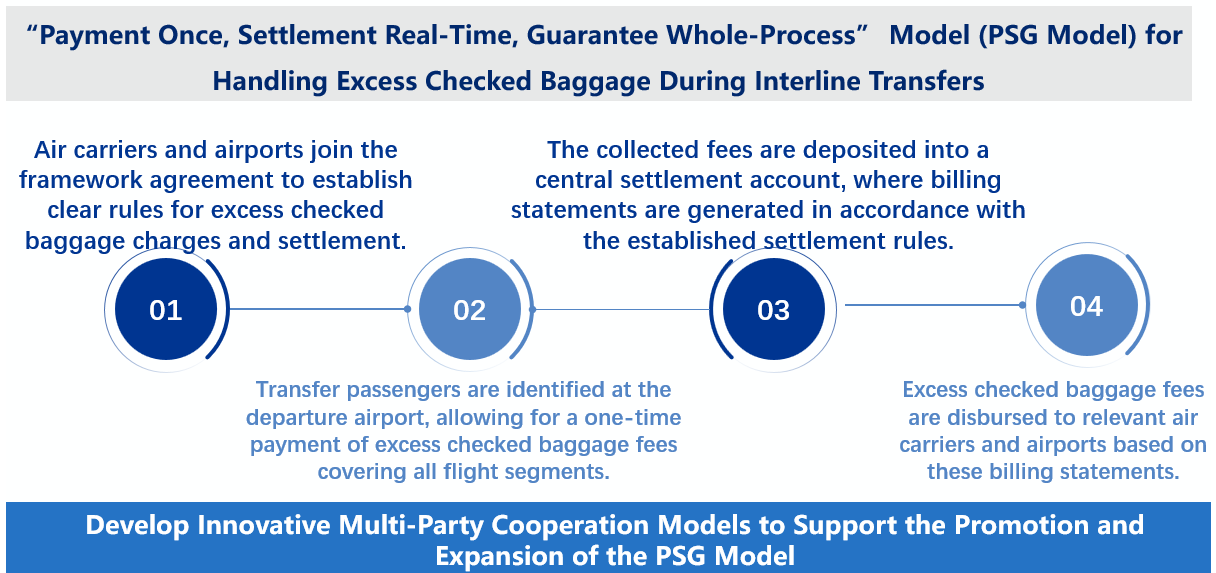 “Payment Once, Settlement Real-Time, Guarantee Whole-Process” Model (PSG Model) for
Handling Excess Checked Baggage During Interline Transfers
Air carriers and airports join the
framework agreement to establish
clear rules for excess checked
baggage charges and settlement.
The collected fees are deposited into a
central settlement account, where billing
statements are generated in accordance with
the established settlement rules.
01
02
03
04
Transfer passengers are identified at the
departure airport, allowing for a one-time
payment of excess checked baggage fees
covering all flight segments.
Excess checked baggage fees
are disbursed to relevant air
carriers and airports based on
these billing statements.
Develop Innovative Multi-Party Cooperation Models to Support the Promotion and
Expansion of the PSG Model